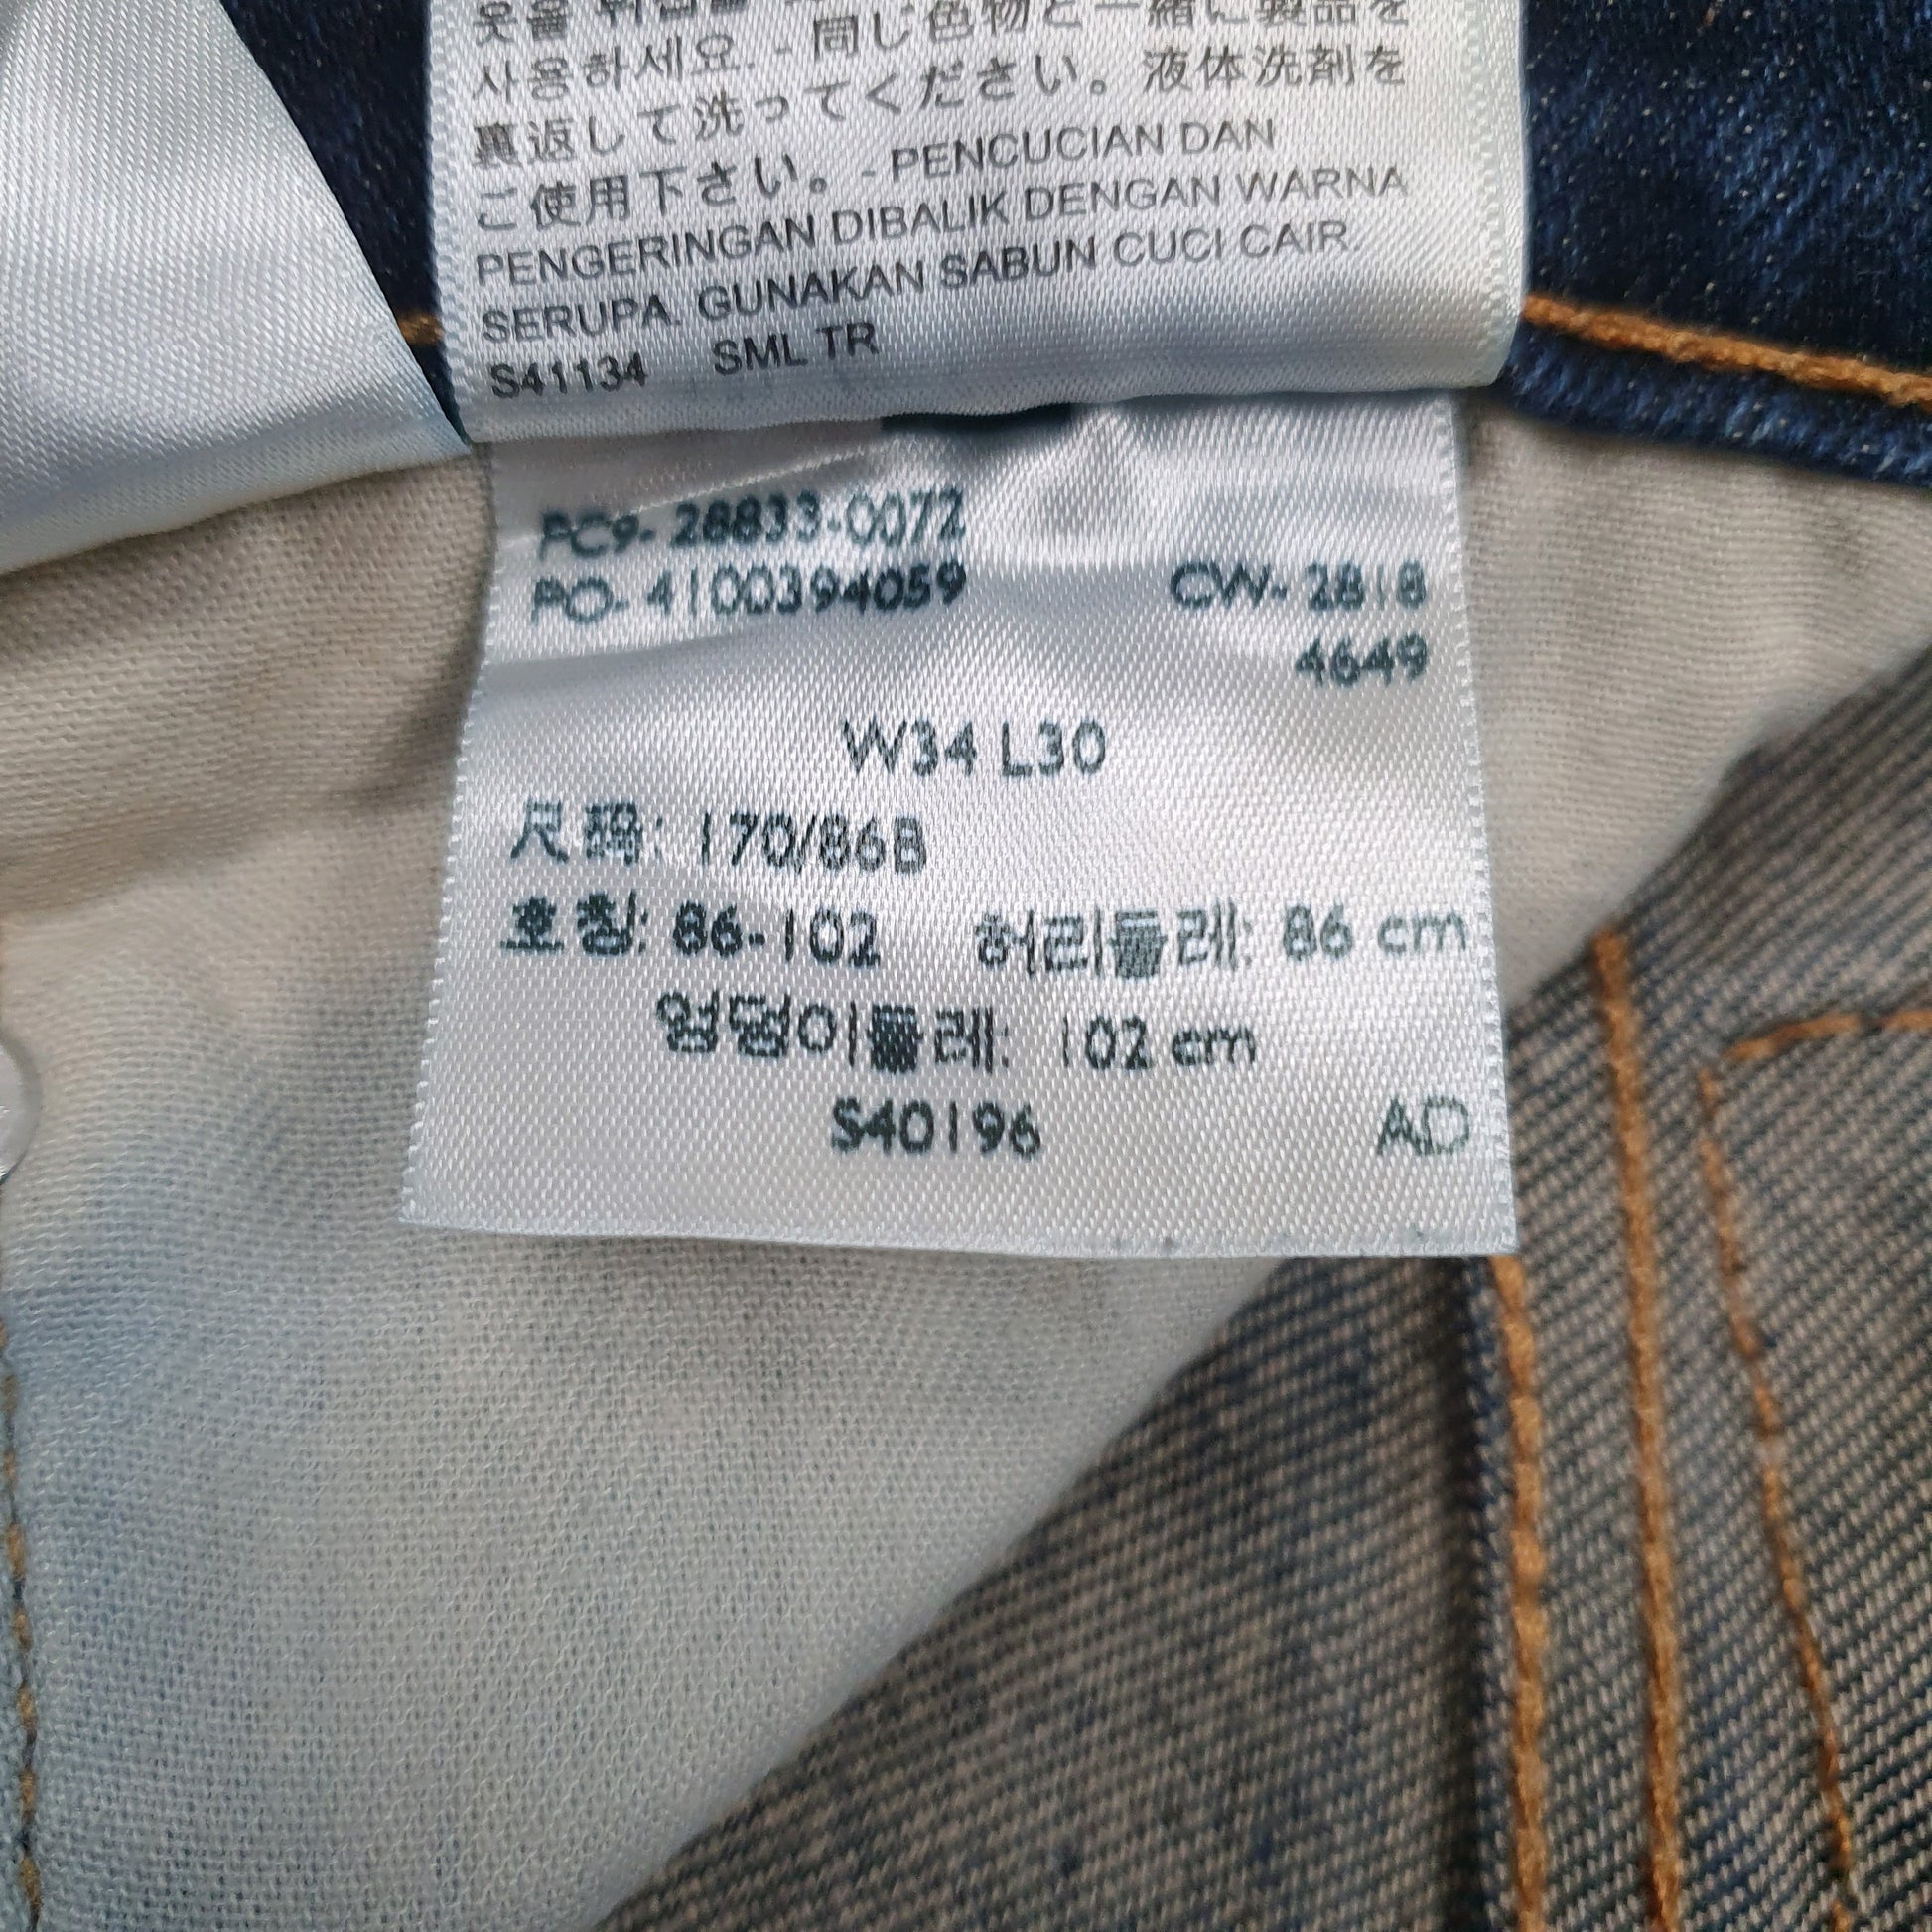 사용하세요. - 同じ色物と一緒に製品を
裏返して洗ってください。液体洗剤を
ご使用下さい。- PENCUCIAN DAN
PENGERINGAN DIBALIK DENGAN WARNA
SERUPA. GUNAKAN SABUN CUCI CAIR.
S41134 SML TR
PC9-28833-0072
PO-4100394059 CW-2818
4649
W34 L30
尺码: 170/86B
호칭: 86-102 허리둘레: 86 cm
엉덩이둘레: 102 cm
S40196 AD